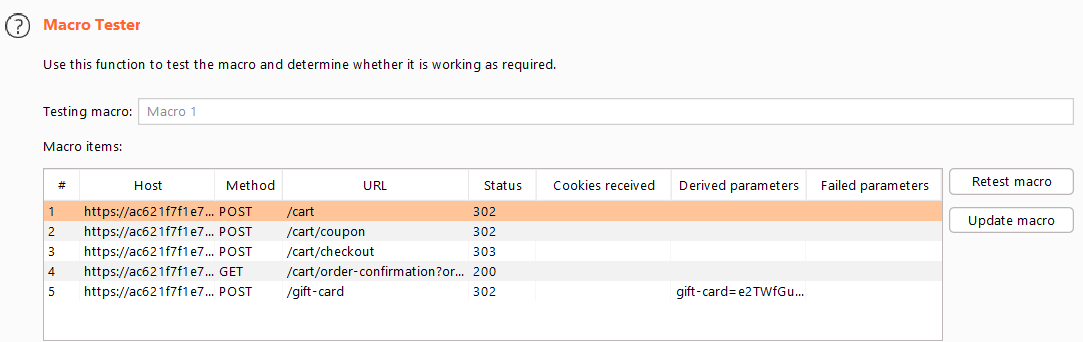 Macro Tester
Use this function to test the macro and determine whether it is working as required.
Testing macro: Macro 1
Macro items:
# Host Method URL Status Cookies received Derived parameters Failed parameters
Retest macro
1 https://ac621f7f1e7... POST /cart 302
Update macro
2 https://ac621f7f1e7... POST /cart/coupon 302
3 https://ac621f7f1e7... POST /cart/checkout 303
4 https://ac621f7f1e7... GET /cart/order-confirmation?or... 200
5 https://ac621f7f1e7... POST /gift-card 302 gift-card=e2TWfGu...